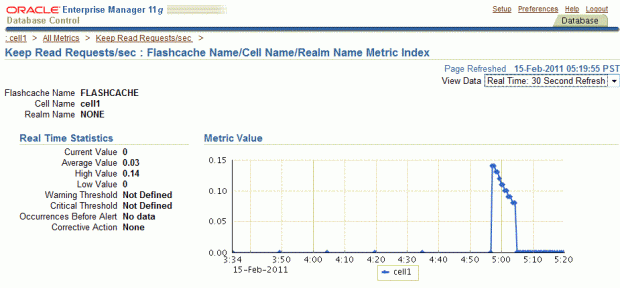 ORACLE Enterprise Manager 11g
Database Control
Setup Preferences Help Logout
Database
: cell1 > All Metrics > Keep Read Requests/sec >
Keep Read Requests/sec : Flashcache Name/Cell Name/Realm Name Metric Index
Page Refreshed 15-Feb-2011 05:19:55 PST
View Data Real Time: 30 Second Refresh
Flashcache Name FLASHCACHE
Cell Name cell1
Realm Name NONE
Real Time Statistics
Current Value 0
Average Value 0.03
High Value 0.14
Low Value 0
Warning Threshold Not Defined
Critical Threshold Not Defined
Occurrences Before Alert No data
Corrective Action None
Metric Value
0.15
0.10
0.05
0.00
3:34 3:50 4:00 4:10 4:20 4:30 4:40 4:50 5:00 5:10 5:20
15-Feb-2011
cell1